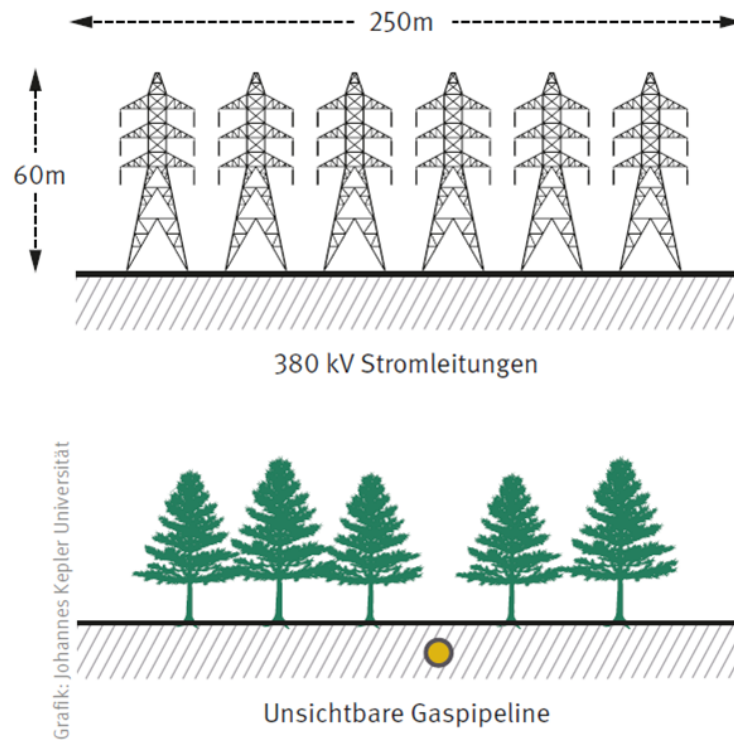 250m
60m
380 kV Stromleitungen
Grafik: Johannes Kepler Universität
Unsichtbare Gaspipeline